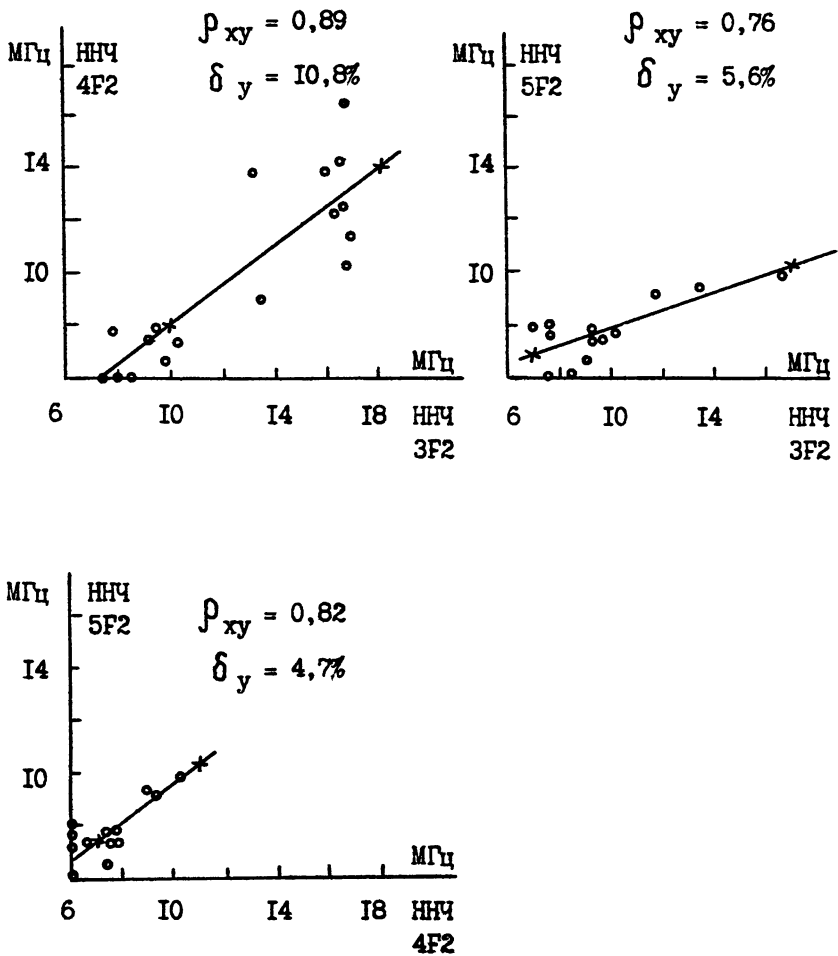 ρ xy = 0,89
МГц ННЧ
4F2
δ y = I0,8%
I4
I0
МГц
6 I0 I4 I8 ННЧ
3F2
ρ xy = 0,76
МГц ННЧ
5F2
δ y = 5,6%
I4
I0
МГц
6 I0 I4 ННЧ
3F2
МГц ННЧ
5F2
ρ xy = 0,82
δ y = 4,7%
I4
I0
МГц
6 I0 I4 I8 ННЧ
4F2